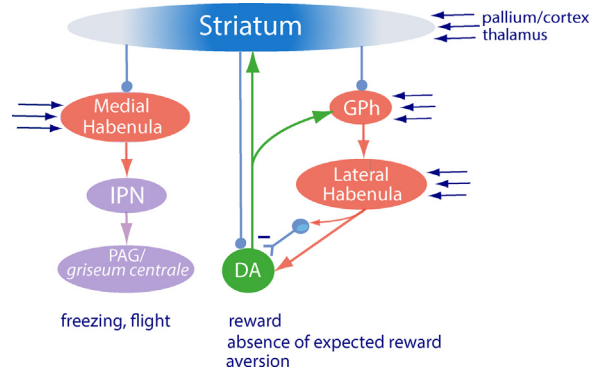 Striatum
pallium/cortex
thalamus
Medial
Habenula
GPh
Lateral
Habenula
IPN
PAG/
griseum centrale
–
DA
freezing, flight
reward
absence of expected reward
aversion